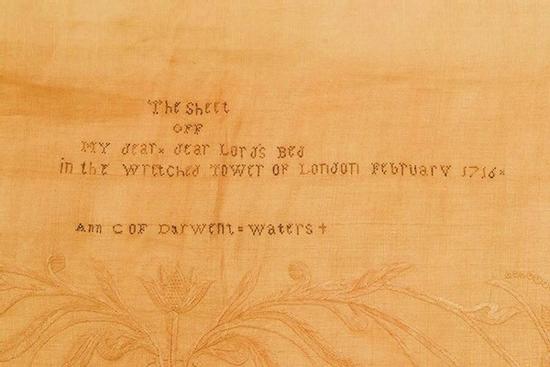 The sheet
OFF
MY dear× dear Lord's Bed
in the wretched Tower OF London February 1716×
Ann C OF Darwent=Waters†